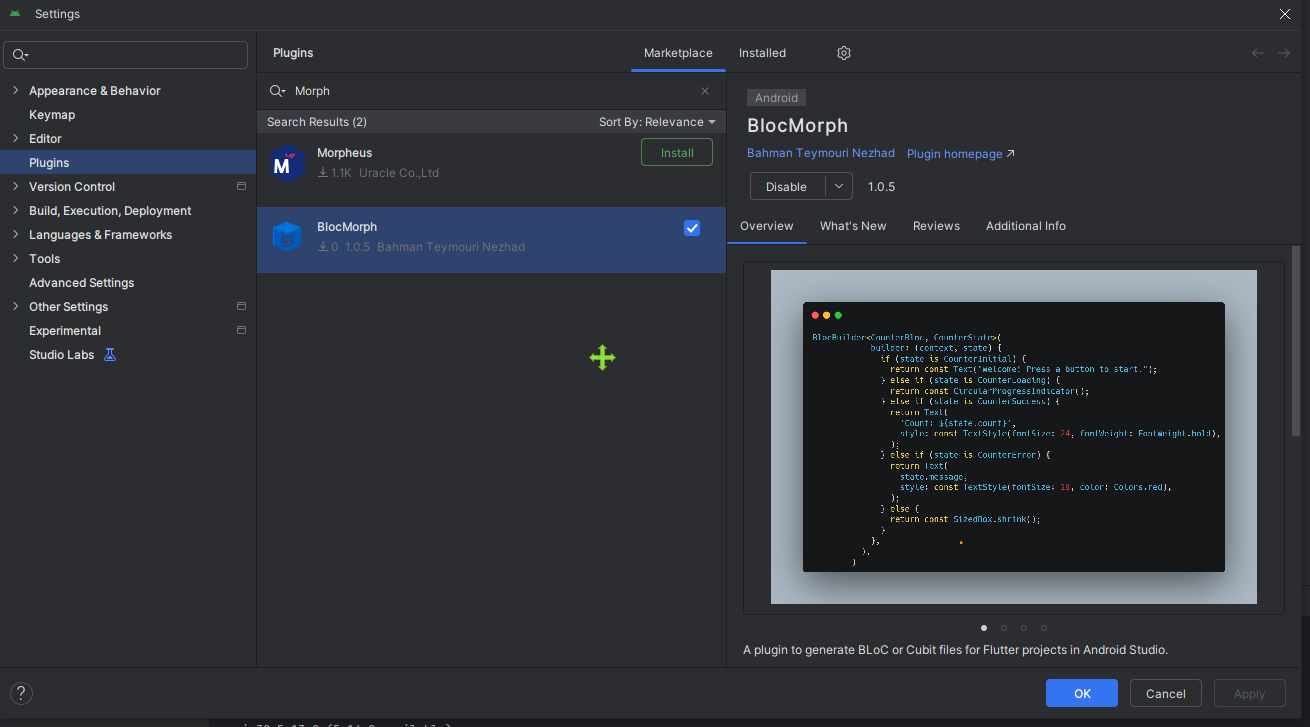 Settings
Plugins
Marketplace
Installed
Appearance & Behavior
Keymap
Editor
Plugins
Version Control
Build, Execution, Deployment
Languages & Frameworks
Tools
Advanced Settings
Other Settings
Experimental
Studio Labs
Morph
Search Results (2)
Sort By: Relevance
Morpheus
1.1K Uracle Co.,Ltd
Install
BlocMorph
0 1.0.5 Bahman Teymouri Nezhad
Android
BlocMorph
Bahman Teymouri Nezhad Plugin homepage
Disable
1.0.5
Overview
What's New
Reviews
Additional Info
BlocBuilder<CounterBloc, CounterState>(
builder: (context, state) {
if (state is CounterInitial) {
return const Text("Welcome! Press a button to start.");
} else if (state is CounterLoading) {
return const CircularProgressIndicator();
} else if (state is CounterSuccess) {
return Text(
'Count: ${state.count}',
style: const TextStyle(fontSize: 24, fontWeight: FontWeight.bold),
);
} else if (state is CounterError) {
return Text(
state.message,
style: const TextStyle(fontSize: 18, color: Colors.red),
);
} else {
return const SizedBox.shrink();
}
},
),
)
A plugin to generate BLoC or Cubit files for Flutter projects in Android Studio.
?
OK
Cancel
Apply